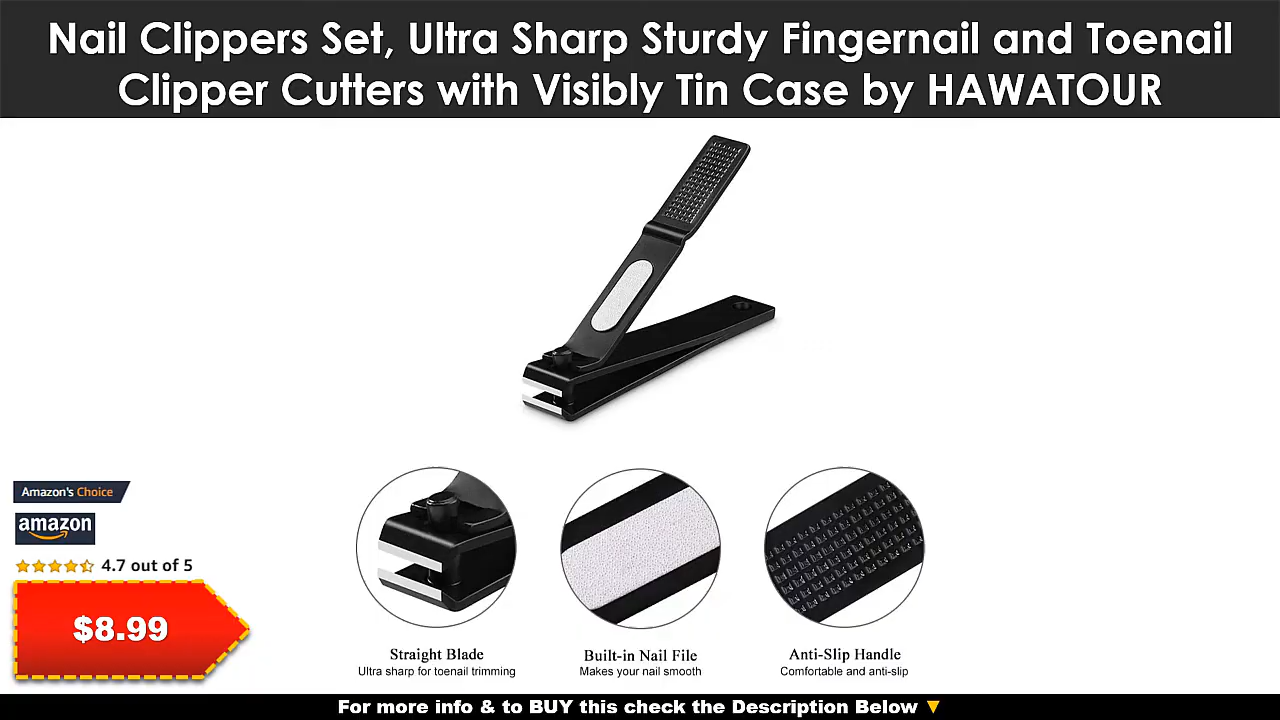 Nail Clippers Set, Ultra Sharp Sturdy Fingernail and Toenail
Clipper Cutters with Visibly Tin Case by HAWATOUR
Amazon's Choice
amazon
4.7 out of 5
$8.99
Straight Blade
Ultra sharp for toenail trimming
Built-in Nail File
Makes your nail smooth
Anti-Slip Handle
Comfortable and anti-slip
For more info & to BUY this check the Description Below ▼